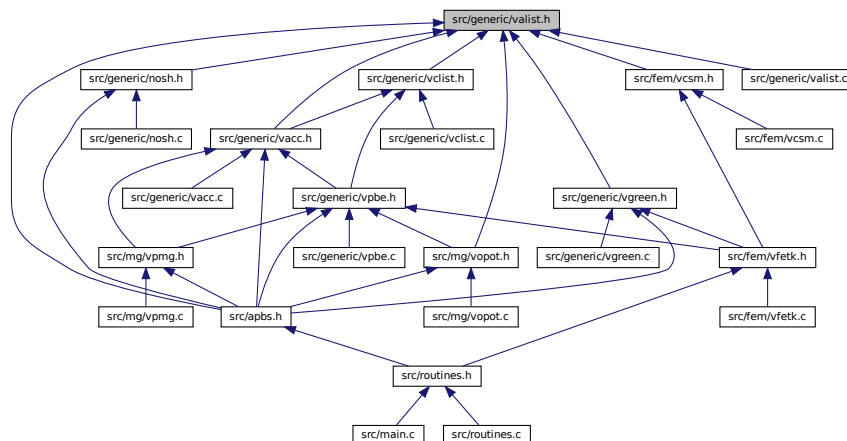 src/generic/valist.h
src/generic/nosh.h
src/generic/vclist.h
src/fem/vcsm.h
src/generic/valist.c
src/generic/nosh.c
src/generic/vacc.h
src/generic/vclist.c
src/fem/vcsm.c
src/generic/vacc.c
src/generic/vpbe.h
src/generic/vgreen.h
src/mg/vpmg.h
src/generic/vpbe.c
src/mg/vopot.h
src/generic/vgreen.c
src/fem/vfetk.h
src/mg/vpmg.c
src/apbs.h
src/mg/vopot.c
src/fem/vfetk.c
src/routines.h
src/main.c
src/routines.c